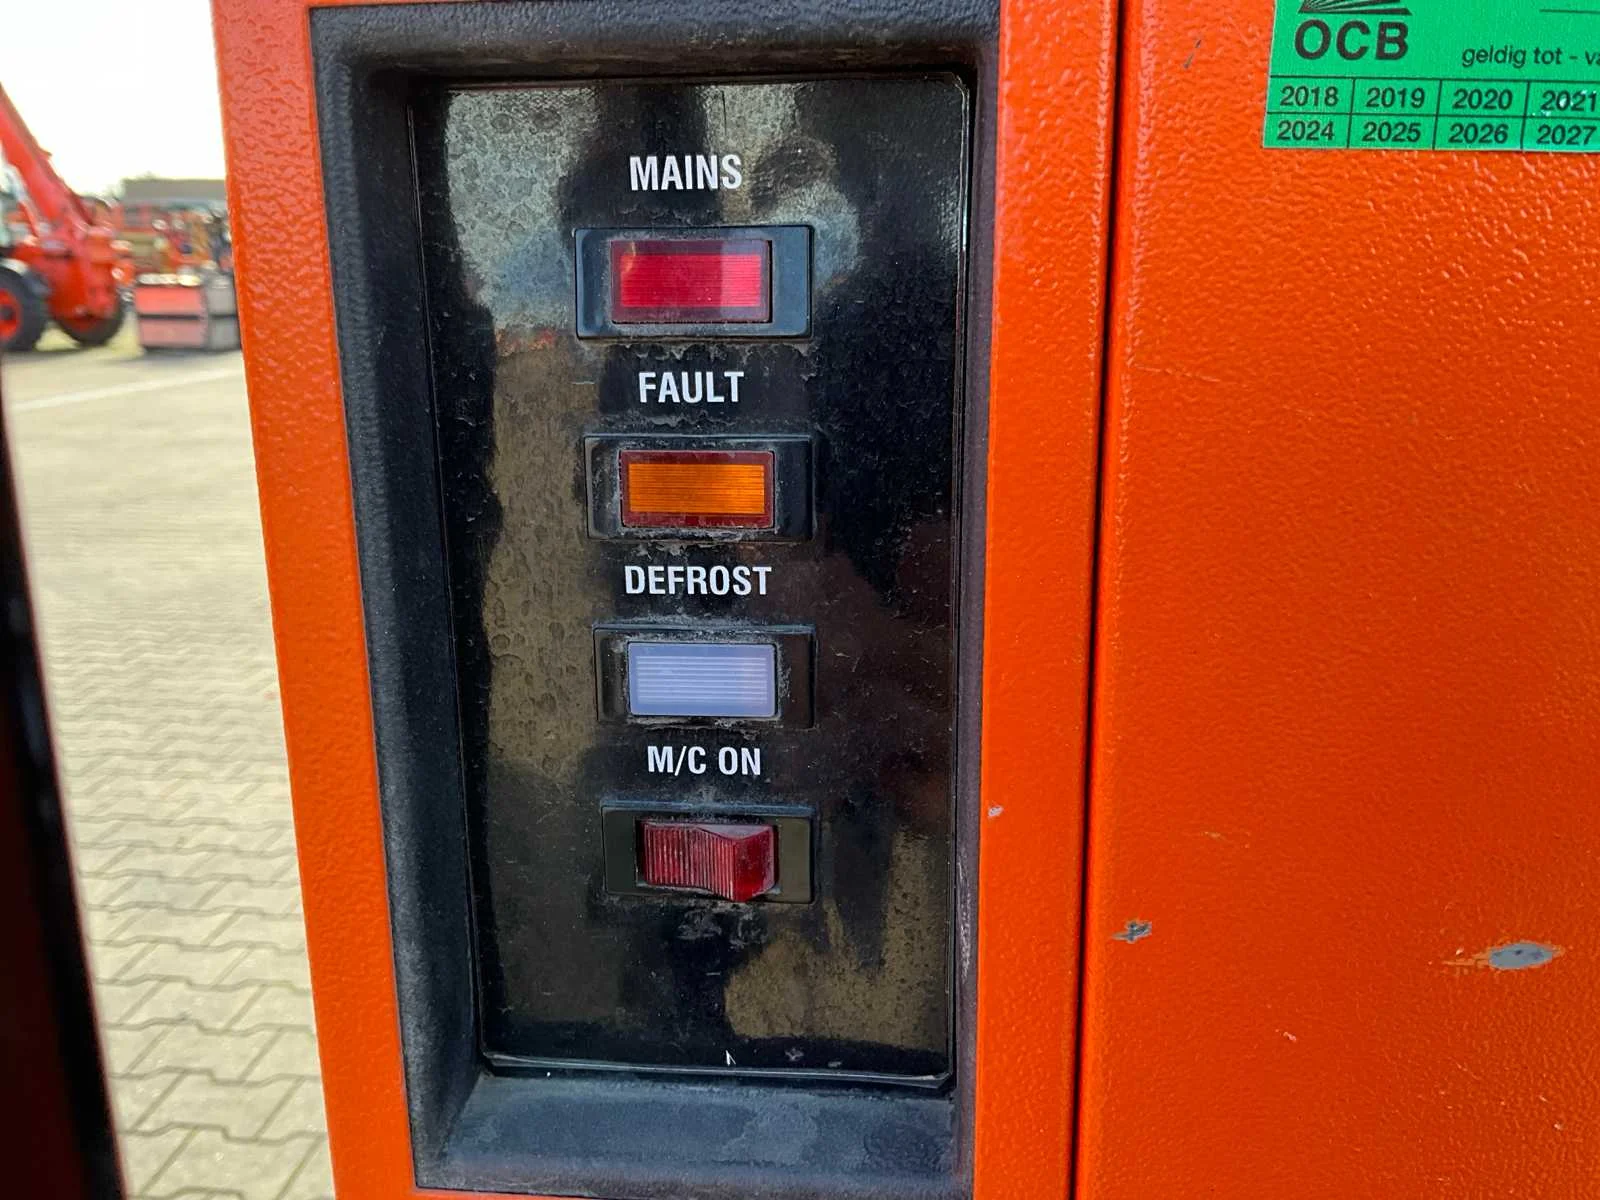 OCB
geldig tot -
2018 2019 2020 2021
2024 2025 2026 2027
MAINS
FAULT
DEFROST
M/C ON